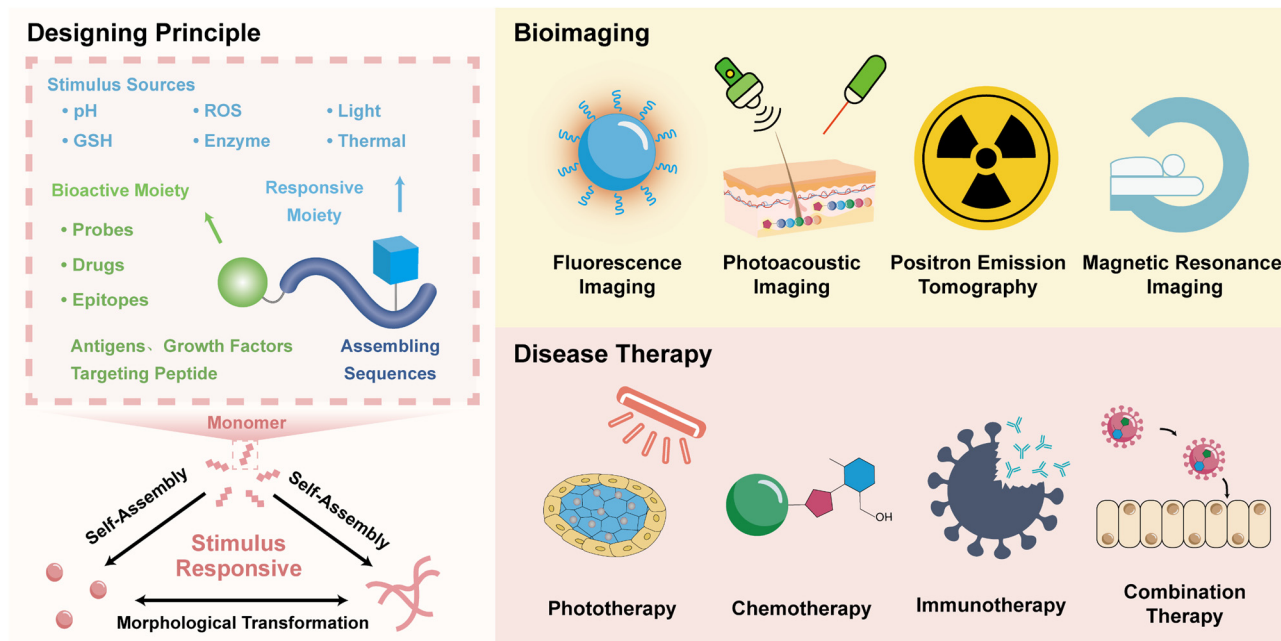 Designing Principle
Stimulus Sources
• pH
• ROS
• Light
• GSH
• Enzyme
• Thermal
Bioactive Moiety
Responsive
Moiety
• Probes
• Drugs
• Epitopes
Antigens、Growth Factors
Targeting Peptide
Assembling
Sequences
Monomer
Self-Assembly
Self-Assembly
Stimulus
Responsive
Morphological Transformation
Bioimaging
Fluorescence
Imaging
Photoacoustic
Imaging
Positron Emission
Tomography
Magnetic Resonance
Imaging
Disease Therapy
OH
Phototherapy
Chemotherapy
Immunotherapy
Combination
Therapy